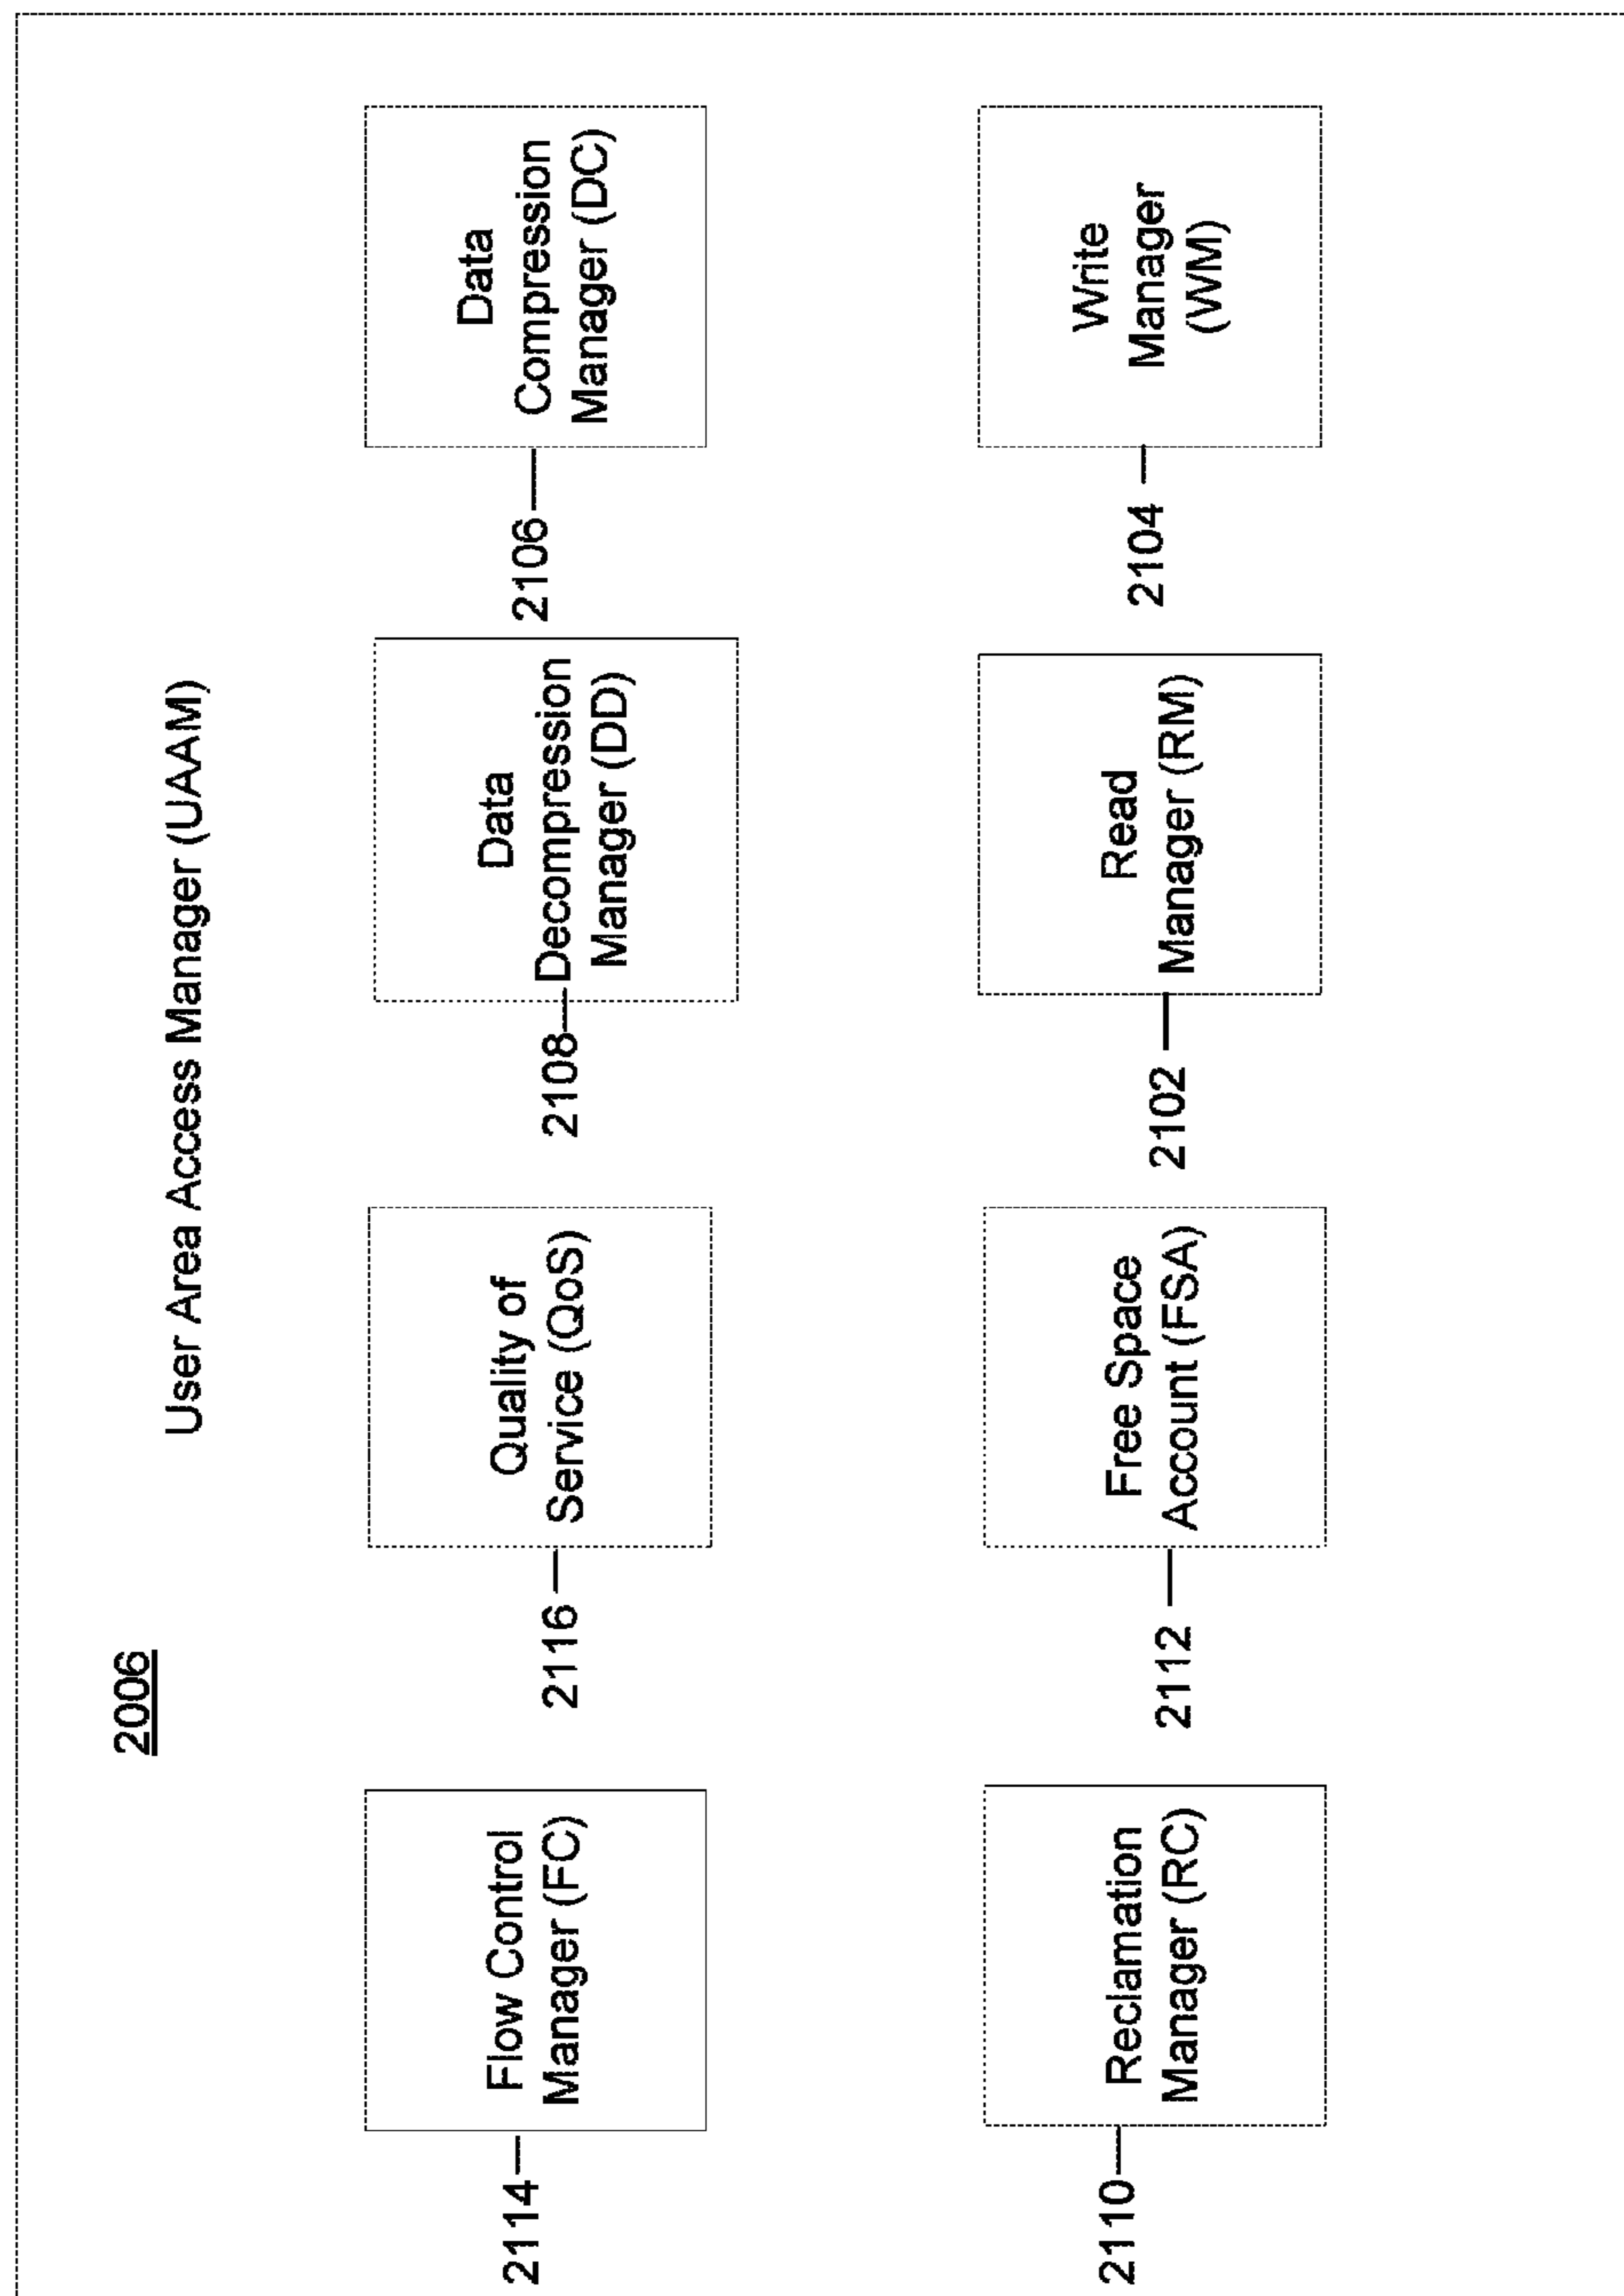 User Area Access Manager (UAAM)
2006
Flow Control
Manager (FC)
2114
Quality of
Service (QoS)
2116
Data
Decompression
Manager (DD)
2108
Data
Compression
Manager (DC)
2106
Reclamation
Manager (RC)
2110
Free Space
Account (FSA)
2112
Read
Manager (RM)
2102
Write
Manager
(WM)
2104